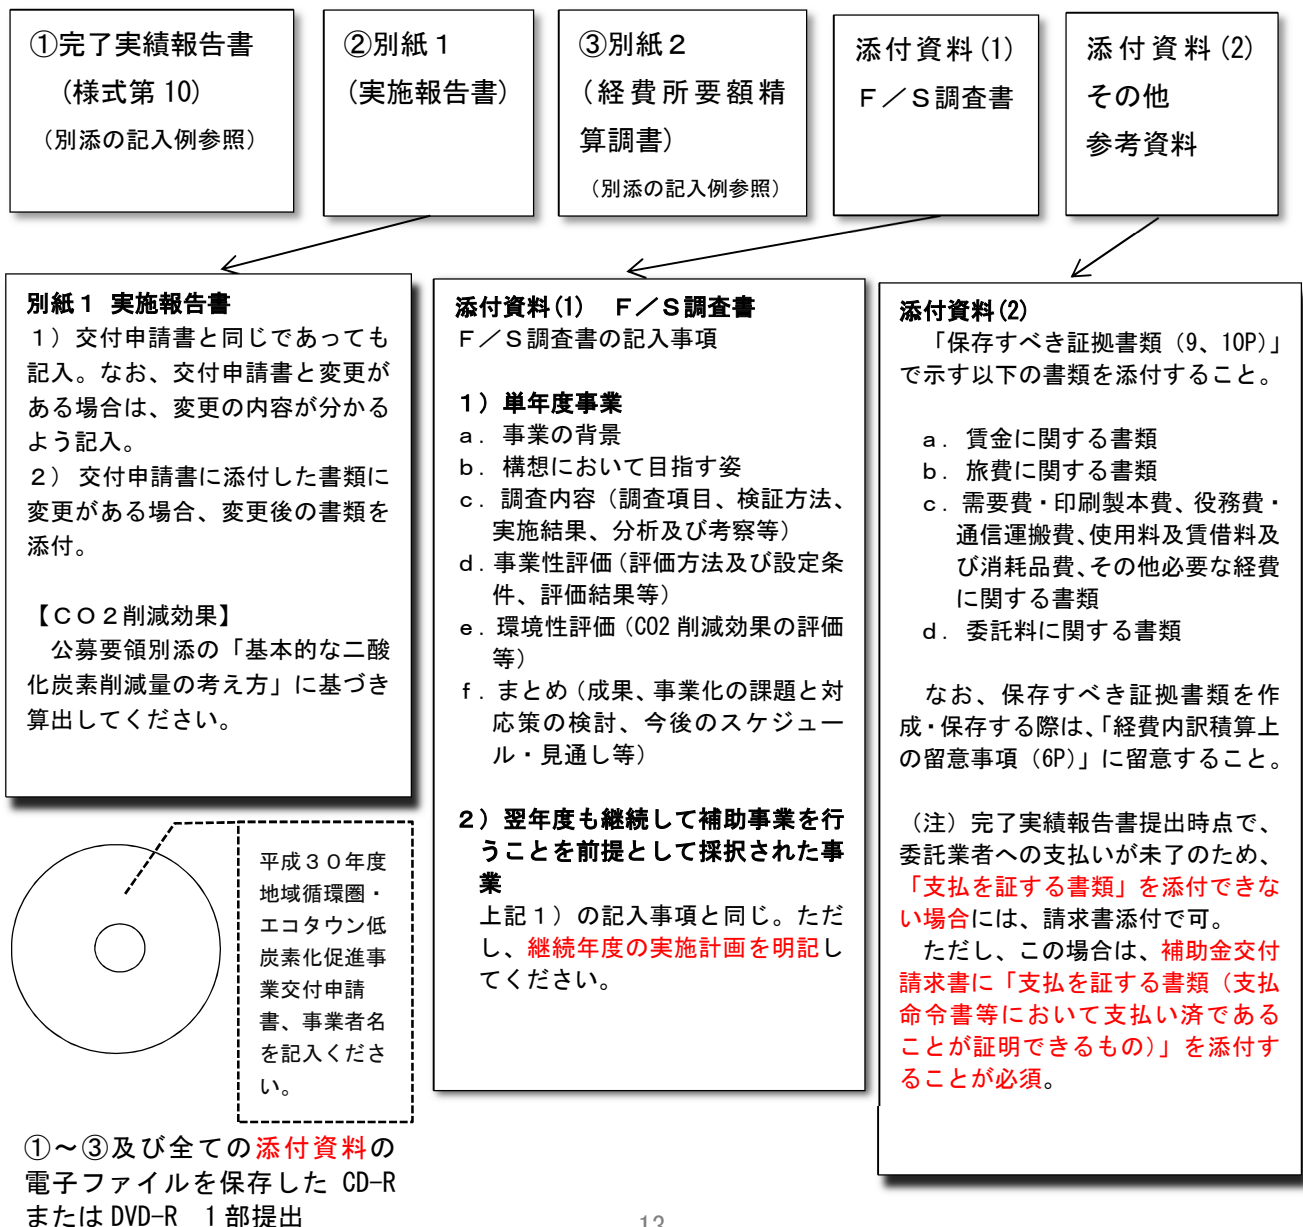 ①完了実績報告書
(様式第 10)
(別添の記入例参照)
②別紙１
(実施報告書)
③別紙２
(経費所要額精
算調書)
(別添の記入例参照)
添付資料(1)
Ｆ／Ｓ調査書
添付資料(2)
その他
参考資料
別紙１ 実施報告書
１）交付申請書と同じであっても
記入。なお、交付申請書と変更が
ある場合は、変更の内容が分かる
よう記入。
２） 交付申請書に添付した書類に
変更がある場合、変更後の書類を
添付。
【ＣＯ２削減効果】
公募要領別添の「基本的な二酸
化炭素削減量の考え方」に基づき
算出してください。
添付資料(1)　Ｆ／Ｓ調査書
Ｆ／Ｓ調査書の記入事項
１）単年度事業
ａ．事業の背景
ｂ．構想において目指す姿
ｃ．調査内容（調査項目、検証方法、
実施結果、分析及び考察等）
ｄ．事業性評価（評価方法及び設定条
件、評価結果等）
ｅ．環境性評価（CO2 削減効果の評価
等）
ｆ．まとめ（成果、事業化の課題と対
応策の検討、今後のスケジュー
ル・見通し等）
２）翌年度も継続して補助事業を行
うことを前提として採択された事
業
上記１）の記入事項と同じ。ただ
し、継続年度の実施計画を明記し
てください。
添付資料(2)
「保存すべき証拠書類（9、10P）」
で示す以下の書類を添付すること。
ａ．賃金に関する書類
ｂ．旅費に関する書類
ｃ．需要費・印刷製本費、役務費・
通信運搬費、使用料及賃借料及
び消耗品費、その他必要な経費
に関する書類
ｄ．委託料に関する書類
なお、保存すべき証拠書類を作
成・保存する際は、「経費内訳積算上
の留意事項（6P）」に留意すること。
（注）完了実績報告書提出時点で、
委託業者への支払いが未了のため、
「支払を証する書類」を添付できな
い場合には、請求書添付で可。
ただし、この場合は、補助金交付
請求書に「支払を証する書類（支払
命令書等において支払い済である
ことが証明できるもの）」を添付す
ることが必須。
平成３０年度
地域循環圏・
エコタウン低
炭素化促進事
業交付申請
書、事業者名
を記入くださ
い。
①～③及び全ての添付資料の
電子ファイルを保存した CD-R
または DVD-R　１部提出
13